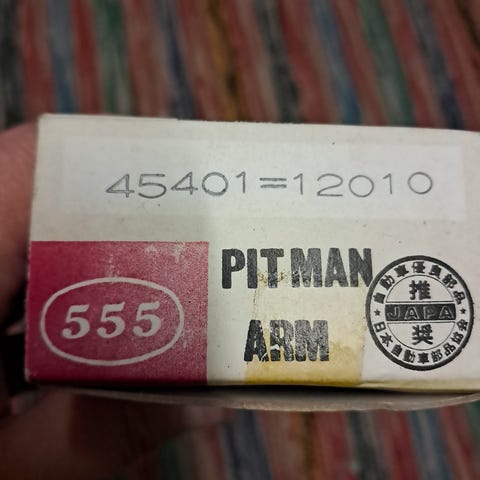 45401=12010
PITMAN
ARM
555
自動車優良部品
推
JAPA
奨
日本自動車部品協会